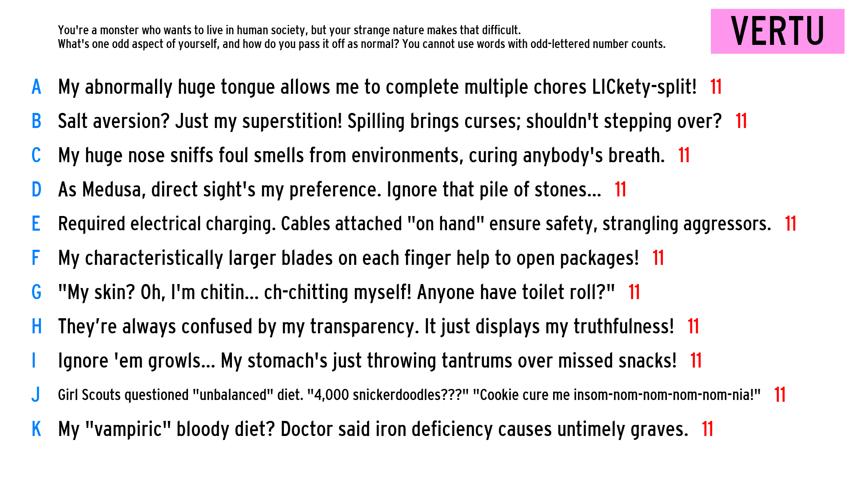 You're a monster who wants to live in human society, but your strange nature makes that difficult.
What's one odd aspect of yourself, and how do you pass it off as normal? You cannot use words with odd-lettered number counts.
VERTU
A My abnormally huge tongue allows me to complete multiple chores LICkety-split! 11
B Salt aversion? Just my superstition! Spilling brings curses; shouldn't stepping over? 11
C My huge nose sniffs foul smells from environments, curing anybody's breath. 11
D As Medusa, direct sight's my preference. Ignore that pile of stones... 11
E Required electrical charging. Cables attached "on hand" ensure safety, strangling aggressors. 11
F My characteristically larger blades on each finger help to open packages! 11
G "My skin? Oh, I'm chitin... ch-chitting myself! Anyone have toilet roll?" 11
H They’re always confused by my transparency. It just displays my truthfulness! 11
I Ignore 'em growls... My stomach's just throwing tantrums over missed snacks! 11
J Girl Scouts questioned "unbalanced" diet. "4,000 snickerdoodles???" "Cookie cure me insom-nom-nom-nom-nom-nia!" 11
K My "vampiric" bloody diet? Doctor said iron deficiency causes untimely graves. 11